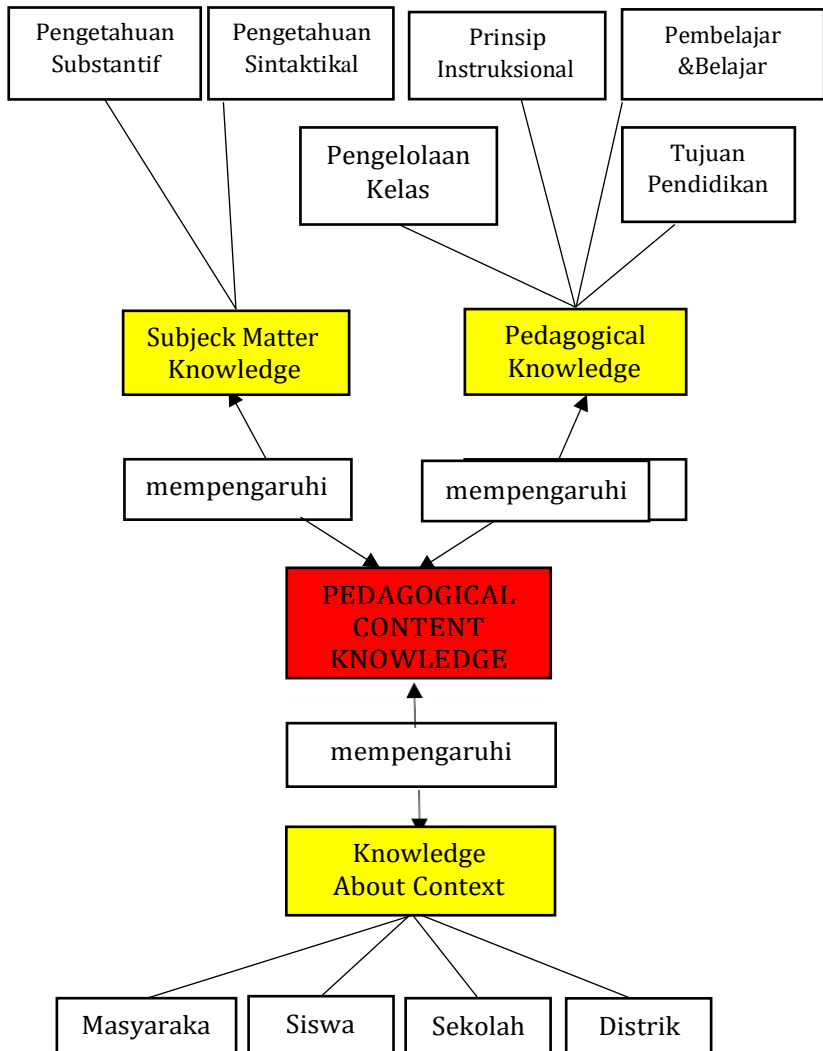 Pengetahuan
Substantif
Pengetahuan
Sintaktikal
Prinsip
Instruksional
Pembelajar
&Belajar
Pengelolaan
Kelas
Tujuan
Pendidikan
Subjeck Matter
Knowledge
Pedagogical
Knowledge
mempengaruhi
mempengaruhi
PEDAGOGICAL
CONTENT
KNOWLEDGE
mempengaruhi
Knowledge
About Context
Masyaraka
Siswa
Sekolah
Distrik